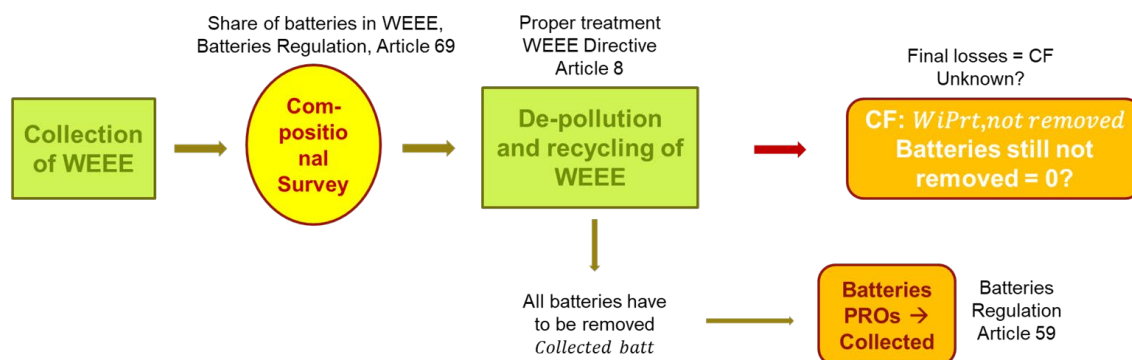 Share of batteries in WEEE,
Batteries Regulation, Article 69
Proper treatment
WEEE Directive
Article 8
Final losses = CF
Unknown?
Collection
of WEEE
Com-
positio
nal
Survey
De-pollution
and recycling of
WEEE
CF: WiPrt,not removed
Batteries still not
removed = 0?
All batteries have
to be removed
Collected batt
Batteries
PROs →
Collected
Batteries
Regulation
Article 59